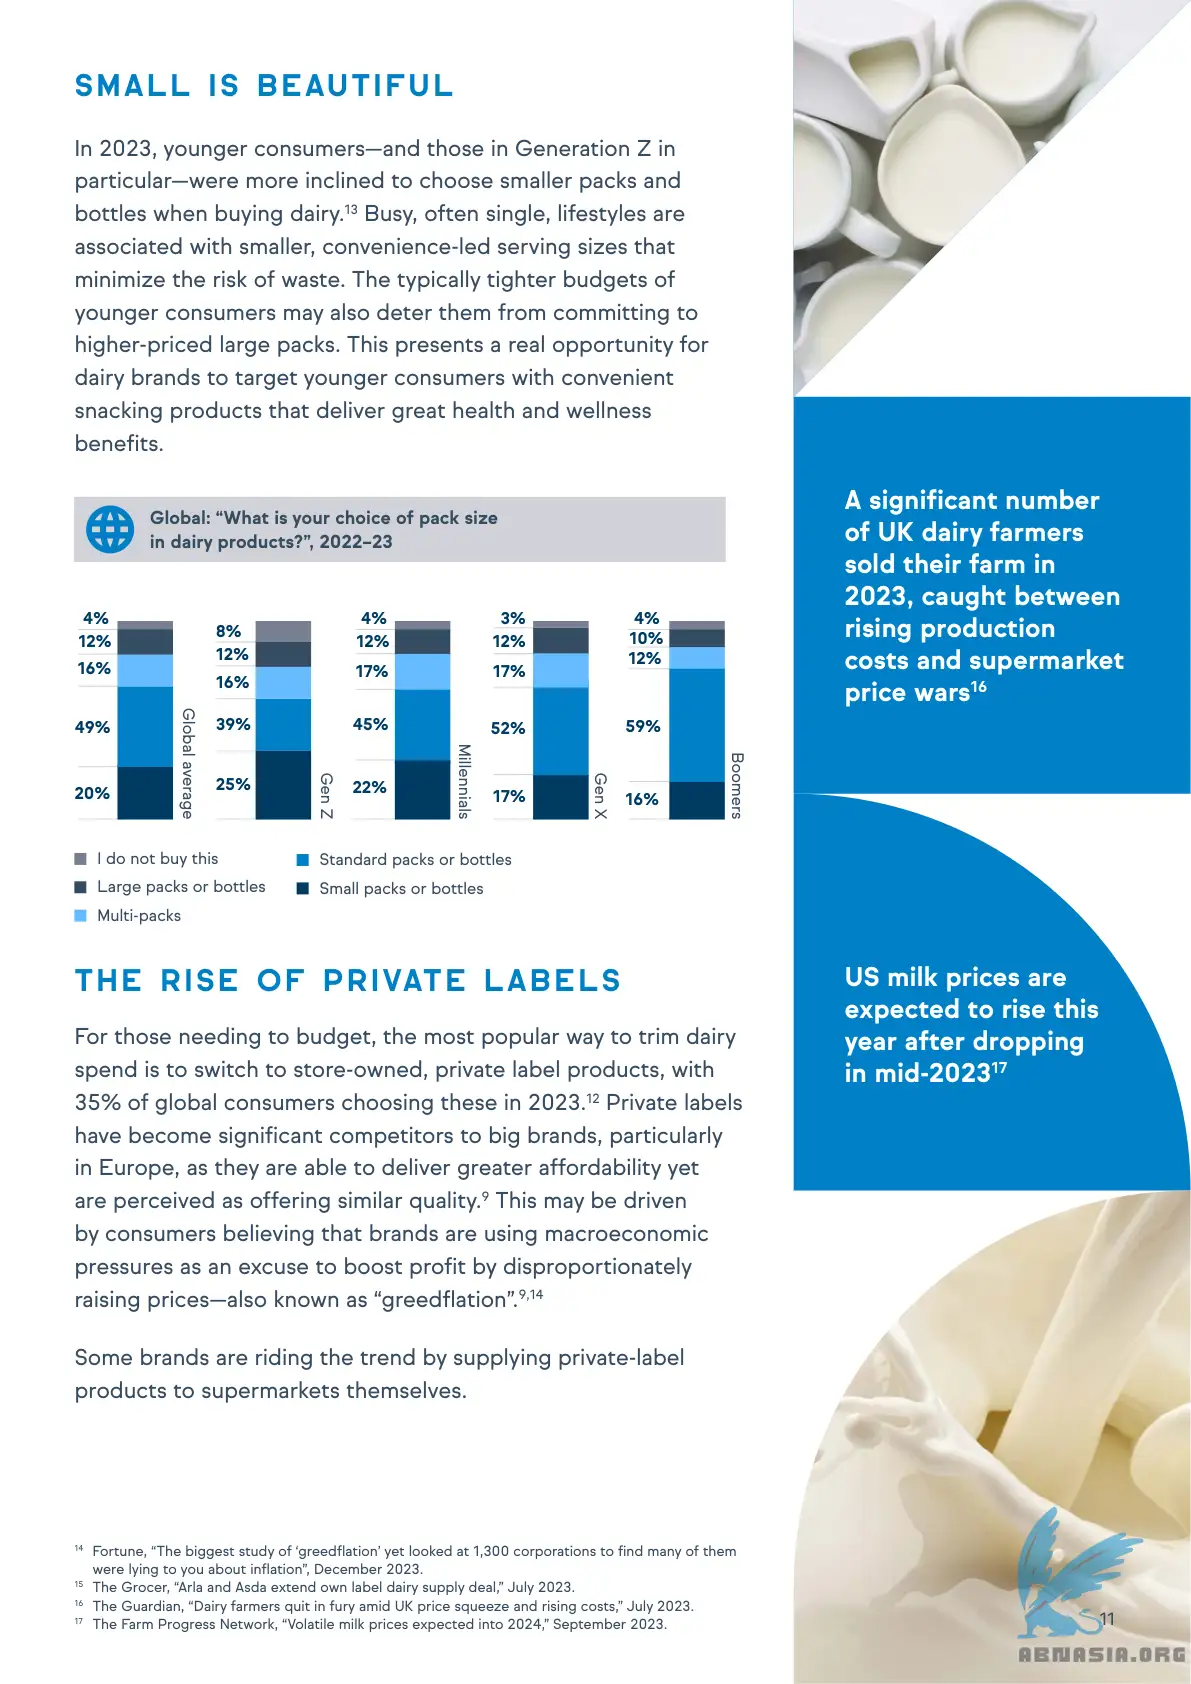 SMALL IS BEAUTIFUL
In 2023, younger consumers—and those in Generation Z in
particular—were more inclined to choose smaller packs and
bottles when buying dairy.¹³ Busy, often single, lifestyles are
associated with smaller, convenience-led serving sizes that
minimize the risk of waste. The typically tighter budgets of
younger consumers may also deter them from committing to
higher-priced large packs. This presents a real opportunity for
dairy brands to target younger consumers with convenient
snacking products that deliver great health and wellness
benefits.
Global: “What is your choice of pack size
in dairy products?”, 2022–23
4%
12%
16%
49%
20%
Global average
8%
12%
16%
39%
25%
Gen Z
4%
12%
17%
45%
22%
Millennials
3%
12%
17%
52%
17%
Gen X
4%
10%
12%
59%
16%
Boomers
I do not buy this
Large packs or bottles
Multi-packs
Standard packs or bottles
Small packs or bottles
THE RISE OF PRIVATE LABELS
For those needing to budget, the most popular way to trim dairy
spend is to switch to store-owned, private label products, with
35% of global consumers choosing these in 2023.¹² Private labels
have become significant competitors to big brands, particularly
in Europe, as they are able to deliver greater affordability yet
are perceived as offering similar quality.⁹ This may be driven
by consumers believing that brands are using macroeconomic
pressures as an excuse to boost profit by disproportionately
raising prices—also known as “greedflation”.⁹,¹⁴
Some brands are riding the trend by supplying private-label
products to supermarkets themselves.
¹⁴ Fortune, “The biggest study of ‘greedflation’ yet looked at 1,300 corporations to find many of them
were lying to you about inflation”, December 2023.
¹⁵ The Grocer, “Arla and Asda extend own label dairy supply deal,” July 2023.
¹⁶ The Guardian, “Dairy farmers quit in fury amid UK price squeeze and rising costs,” July 2023.
¹⁷ The Farm Progress Network, “Volatile milk prices expected into 2024,” September 2023.
A significant number
of UK dairy farmers
sold their farm in
2023, caught between
rising production
costs and supermarket
price wars¹⁶
US milk prices are
expected to rise this
year after dropping
in mid-2023¹⁷
11
ABNASIA.ORG